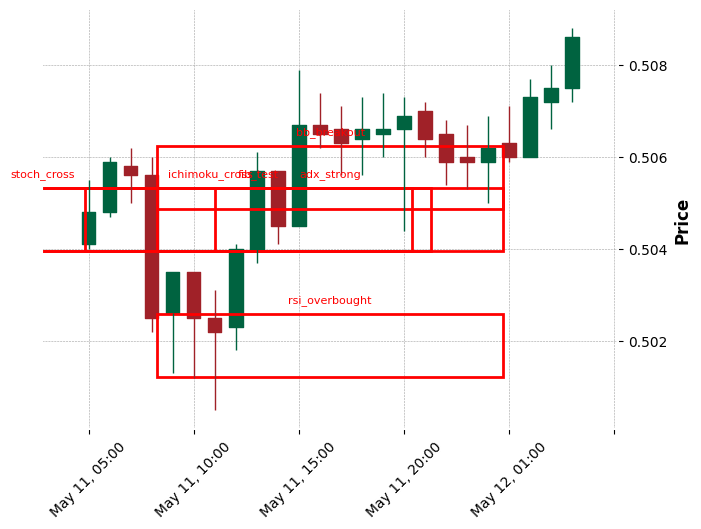 0.508
0.506
0.504
0.502
Price
stoch_cross
adx_strong
rsi_overbought
May 11, 05:00
May 11, 10:00
May 11, 15:00
May 11, 20:00
May 12, 01:00